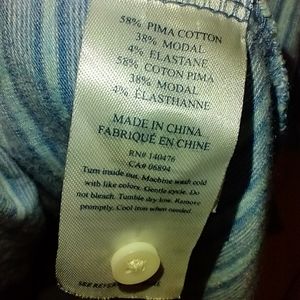 58% PIMA COTTON
38% MODAL
4% ELASTANE
58% COTON PIMA
38% MODAL
4% ÉLASTHANNE
MADE IN CHINA
FABRIQUÉ EN CHINE
RN# 140476
CA# 06894
Turn inside out. Machine wash cold
with like colors. Gentle cycle. Do
not bleach. Tumble dry low. Remove
promptly. Cool iron when needed.
SEE